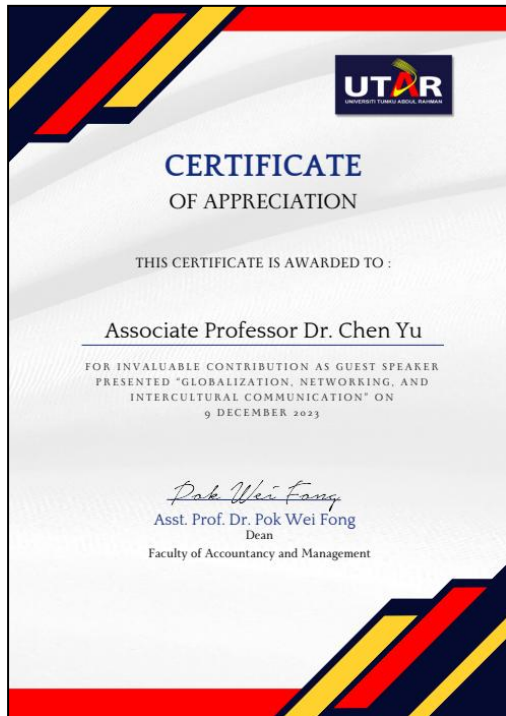 UTAR
UNIVERSITI TUNKU ABDUL RAHMAN
CERTIFICATE
OF APPRECIATION
THIS CERTIFICATE IS AWARDED TO :
Associate Professor Dr. Chen Yu
FOR INVALUABLE CONTRIBUTION AS GUEST SPEAKER
PRESENTED "GLOBALIZATION, NETWORKING, AND
INTERCULTURAL COMMUNICATION" ON
9 DECEMBER 2023
Pok Wei Fong
Asst. Prof. Dr. Pok Wei Fong
Dean
Faculty of Accountancy and Management